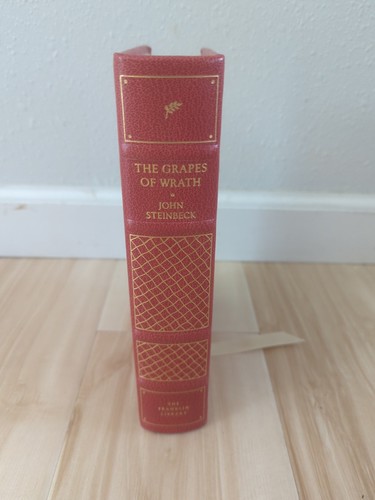 THE GRAPES
OF WRATH
JOHN
STEINBECK
THE
FRANKLIN
LIBRARY